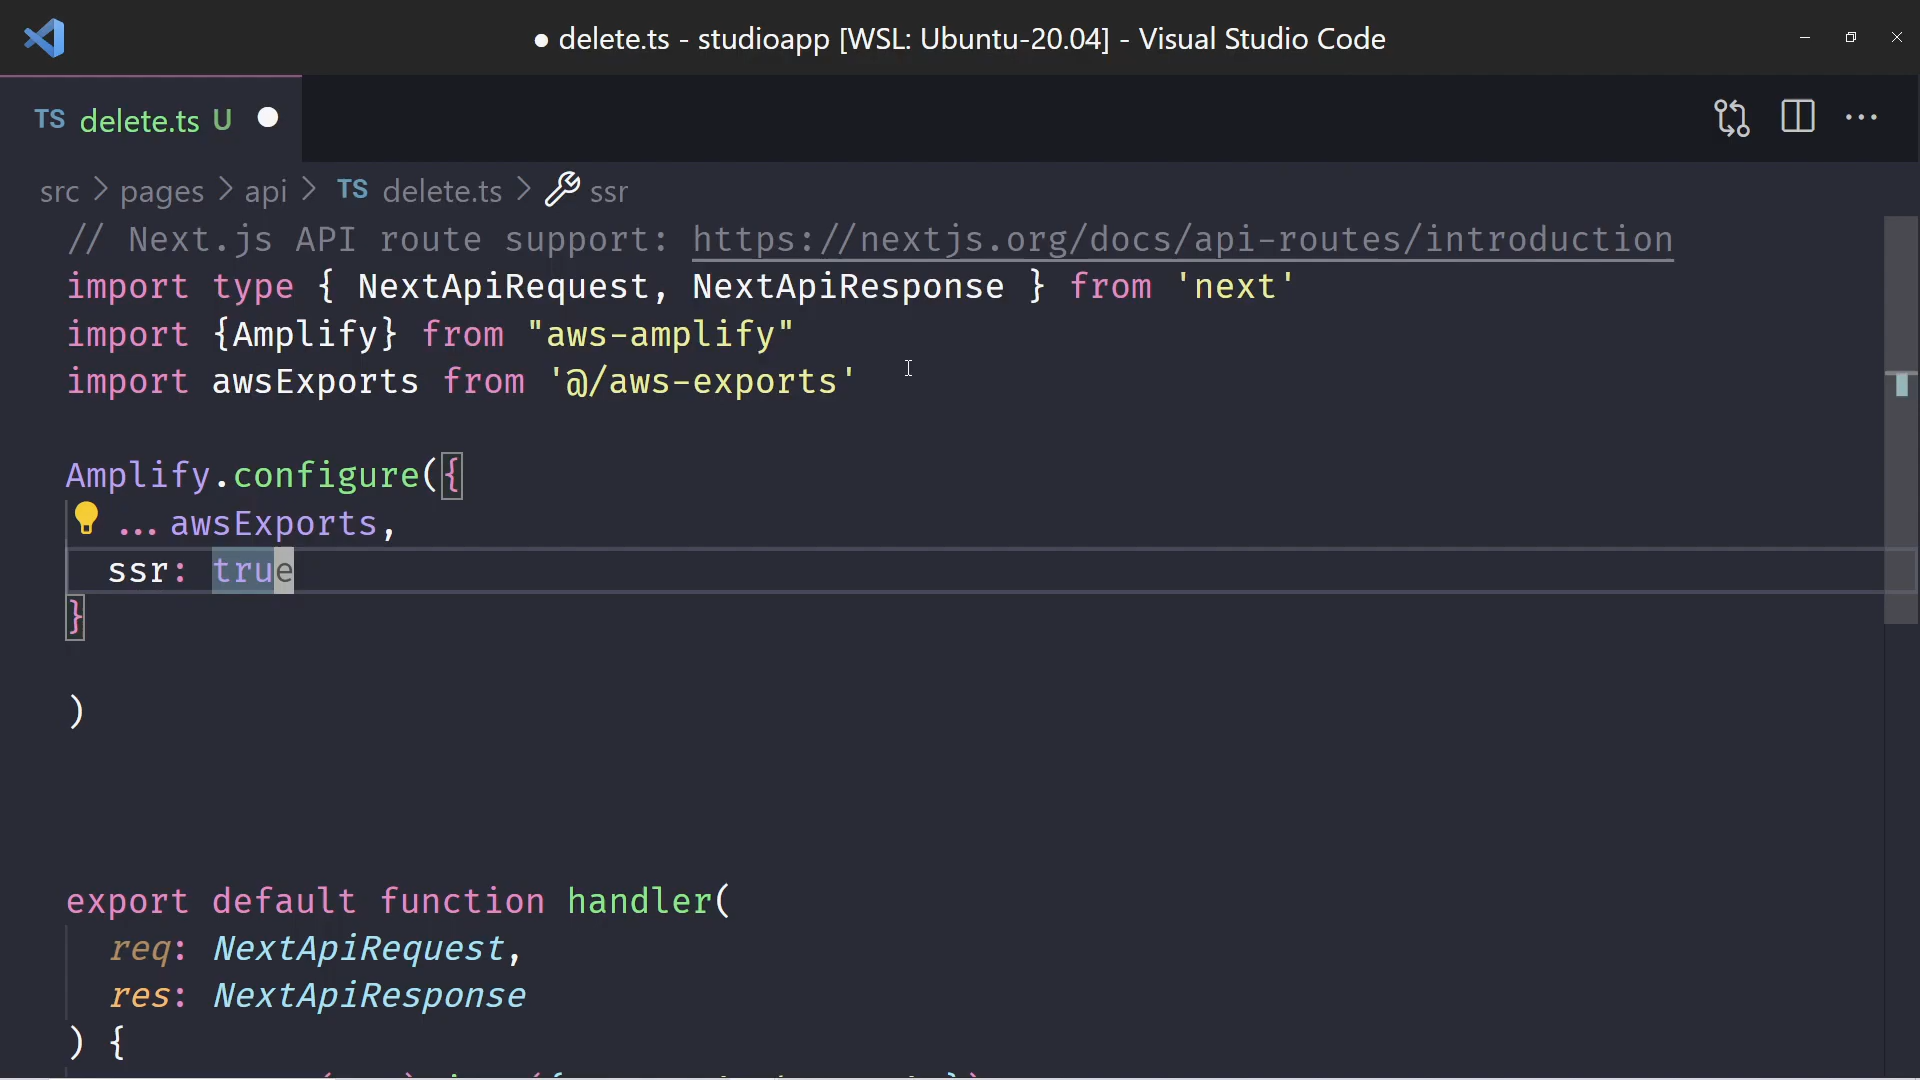 ● delete.ts - studioapp [WSL: Ubuntu-20.04] - Visual Studio Code
TS delete.ts U ●
src > pages > api > TS delete.ts > ssr
// Next.js API route support: https://nextjs.org/docs/api-routes/introduction
import type { NextApiRequest, NextApiResponse } from 'next'
import {Amplify} from "aws-amplify"
import awsExports from '@/aws-exports'
Amplify.configure({
...awsExports,
ssr: true
}
)
export default function handler(
req: NextApiRequest,
res: NextApiResponse
) {